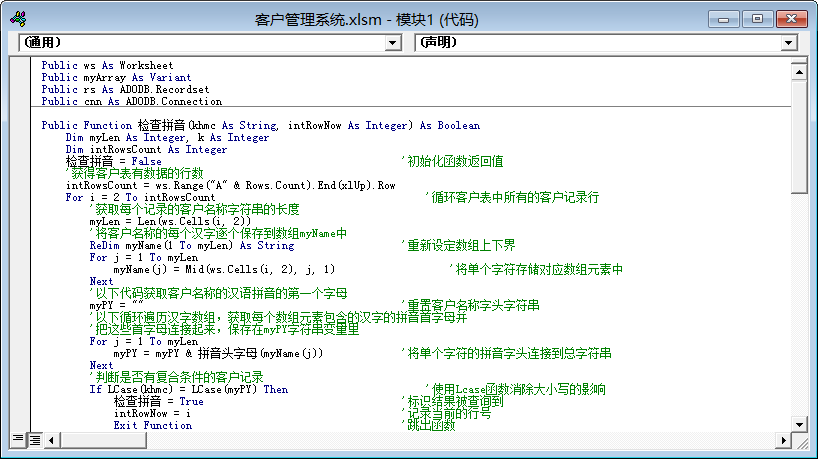 客户管理系统.xlsm - 模块1 (代码)
(通用) (声明)
Public ws As Worksheet
Public myArray As Variant
Public rs As ADODB.Recordset
Public cnn As ADODB.Connection
Public Function 检查拼音(khmc As String, intRowNow As Integer) As Boolean
Dim myLen As Integer, k As Integer
Dim intRowsCount As Integer
检查拼音 = False '初始化函数返回值
'获得客户表有数据的行数
intRowsCount = ws.Range("A" & Rows.Count).End(xlUp).Row
For i = 2 To intRowsCount '循环客户表中所有的客户记录行
'获取每个记录的客户名称字符串的长度
myLen = Len(ws.Cells(i, 2))
'将客户名称的每个汉字逐个保存到数组myName中
ReDim myName(1 To myLen) As String '重新设定数组上下界
For j = 1 To myLen
myName(j) = Mid(ws.Cells(i, 2), j, 1) '将单个字符存储对应数组元素中
Next
'以下代码获取客户名称的汉语拼音的第一个字母
myPY = "" '重置客户名称字头字符串
'以下循环遍历汉字数组，获取每个数组元素包含的汉字的拼音首字母并
'把这些首字母连接起来，保存在myPY字符串变量里
For j = 1 To myLen
myPY = myPY & 拼音头字母(myName(j)) '将单个字符的拼音字头连接到总字符串
Next
'判断是否有复合条件的客户记录
If LCase(khmc) = LCase(myPY) Then '使用Lcase函数消除大小写的影响
检查拼音 = True '标识结果被查询到
intRowNow = i '记录当前的行号
Exit Function '跳出函数